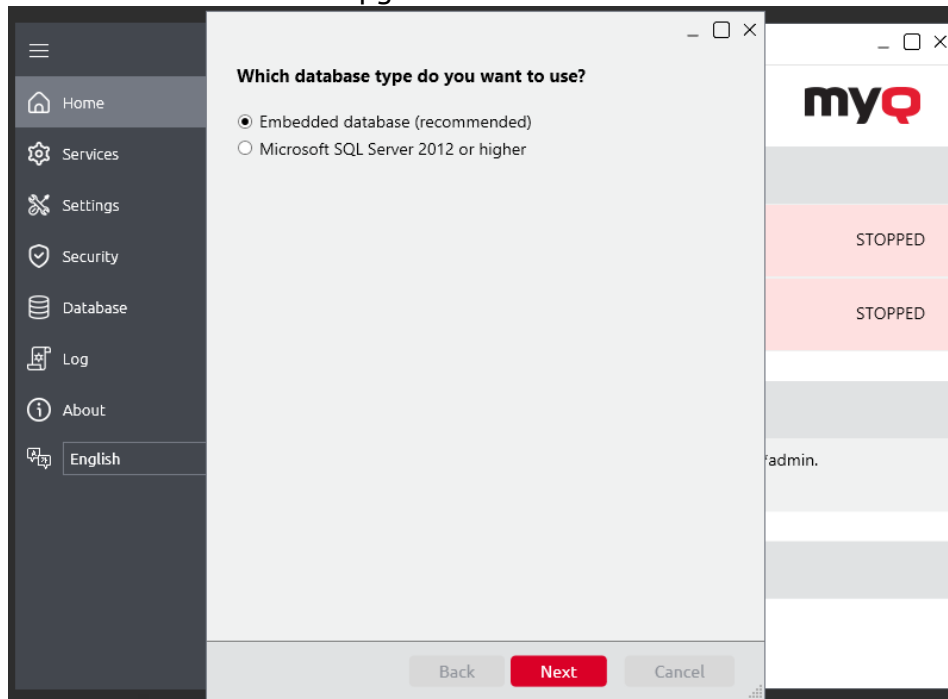 pg
Which database type do you want to use?
Home
myQ
Embedded database (recommended)
Services
Microsoft SQL Server 2012 or higher
Settings
STOPPED
Security
Database
STOPPED
Log
About
English
admin.
Back Next Cancel